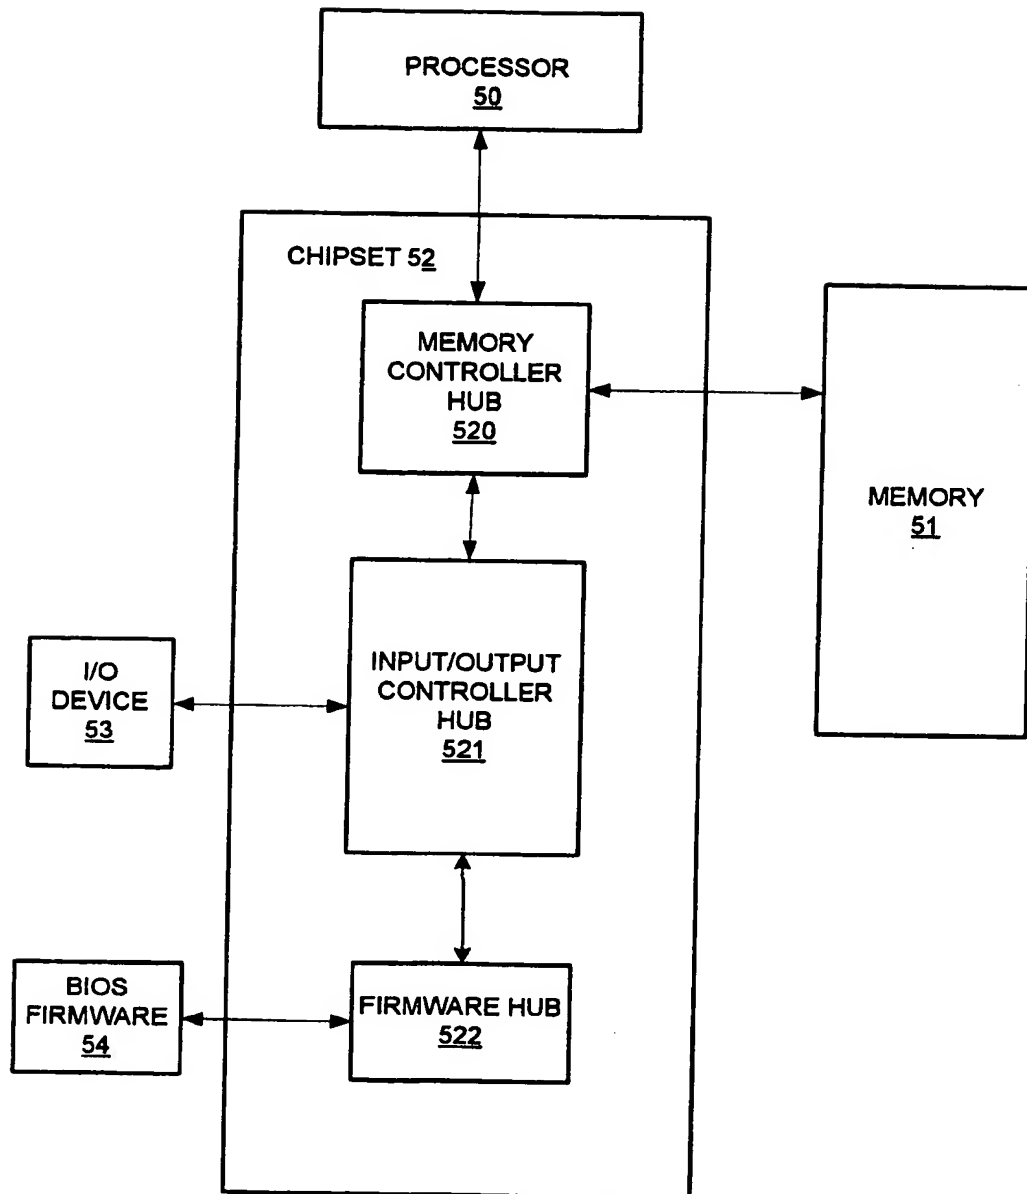 PROCESSOR
50
CHIPSET 52
MEMORY
CONTROLLER
HUB
520
MEMORY
51
INPUT/OUTPUT
CONTROLLER
HUB
521
I/O
DEVICE
53
BIOS
FIRMWARE
54
FIRMWARE HUB
522